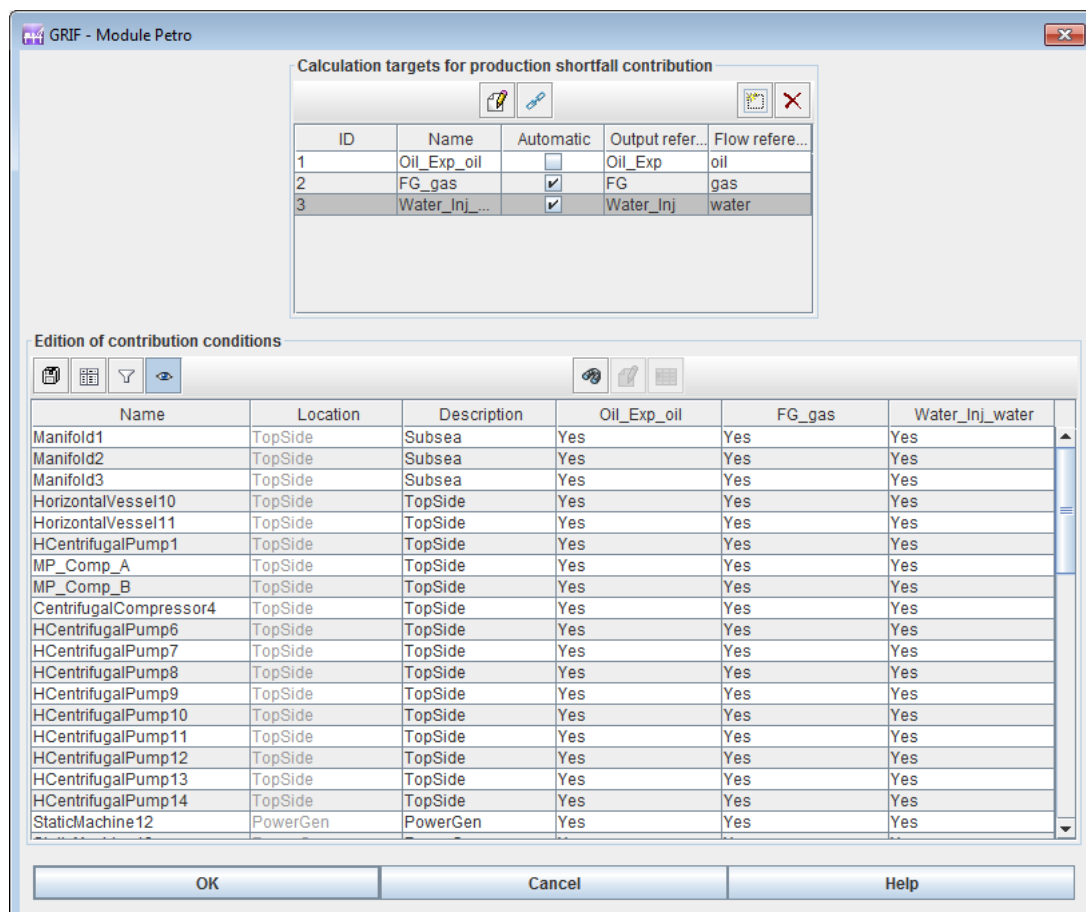 GRIF - Module Petro
Calculation targets for production shortfall contribution
ID Name Automatic Output refer... Flow refere...
1 Oil_Exp_oil Oil_Exp oil
2 FG_gas FG gas
3 Water_Inj_... Water_Inj water
Edition of contribution conditions
Name Location Description Oil_Exp_oil FG_gas Water_Inj_water
Manifold1 TopSide Subsea Yes Yes Yes
Manifold2 TopSide Subsea Yes Yes Yes
Manifold3 TopSide Subsea Yes Yes Yes
HorizontalVessel10 TopSide TopSide Yes Yes Yes
HorizontalVessel11 TopSide TopSide Yes Yes Yes
HCentrifugalPump1 TopSide TopSide Yes Yes Yes
MP_Comp_A TopSide TopSide Yes Yes Yes
MP_Comp_B TopSide TopSide Yes Yes Yes
CentrifugalCompressor4 TopSide TopSide Yes Yes Yes
HCentrifugalPump6 TopSide TopSide Yes Yes Yes
HCentrifugalPump7 TopSide TopSide Yes Yes Yes
HCentrifugalPump8 TopSide TopSide Yes Yes Yes
HCentrifugalPump9 TopSide TopSide Yes Yes Yes
HCentrifugalPump10 TopSide TopSide Yes Yes Yes
HCentrifugalPump11 TopSide TopSide Yes Yes Yes
HCentrifugalPump12 TopSide TopSide Yes Yes Yes
HCentrifugalPump13 TopSide TopSide Yes Yes Yes
HCentrifugalPump14 TopSide TopSide Yes Yes Yes
StaticMachine12 PowerGen PowerGen Yes Yes Yes
OK Cancel Help